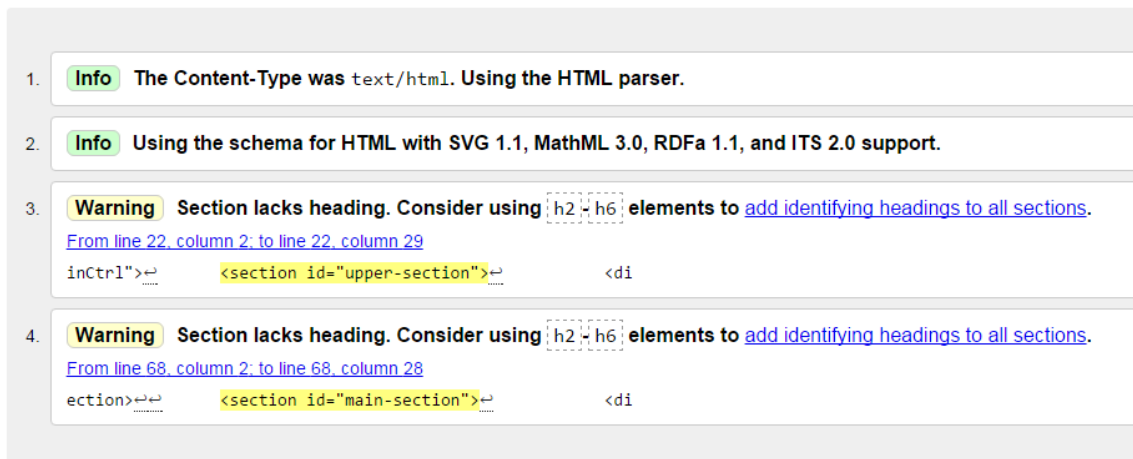 1. Info The Content-Type was text/html. Using the HTML parser.
2. Info Using the schema for HTML with SVG 1.1, MathML 3.0, RDFa 1.1, and ITS 2.0 support.
3. Warning Section lacks heading. Consider using h2-h6 elements to add identifying headings to all sections.
From line 22, column 2; to line 22, column 29
inCtrl">↩ <section id="upper-section">↩ <di
4. Warning Section lacks heading. Consider using h2-h6 elements to add identifying headings to all sections.
From line 68, column 2; to line 68, column 28
ection>↩↩ <section id="main-section">↩ <di